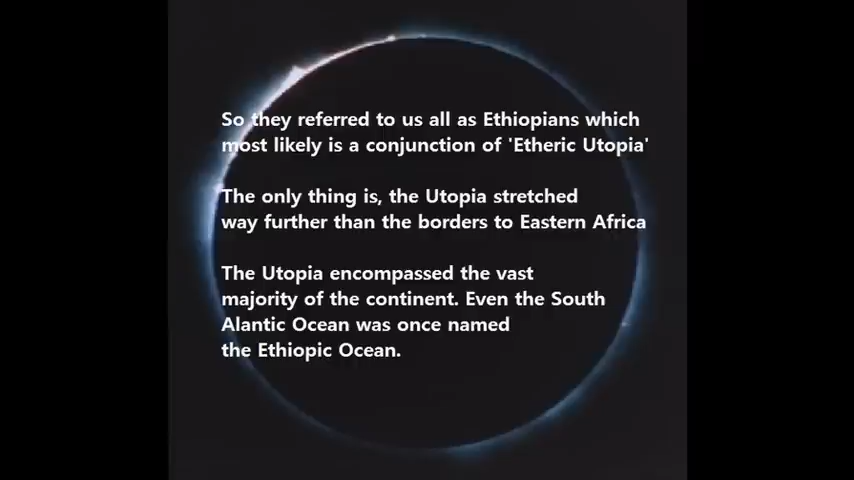 So they referred to us all as Ethiopians which
most likely is a conjunction of 'Etheric Utopia'
The only thing is, the Utopia stretched
way further than the borders to Eastern Africa
The Utopia encompassed the vast
majority of the continent. Even the South
Alantic Ocean was once named
the Ethiopic Ocean.